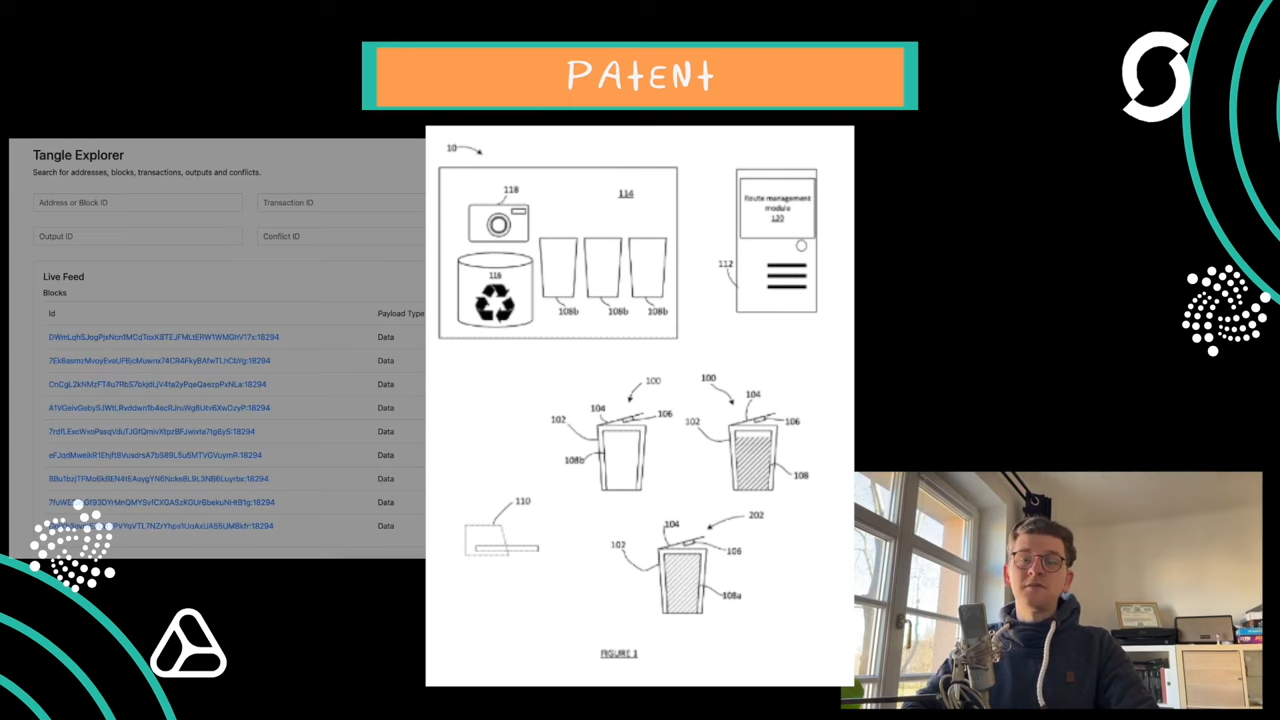 PATENT
Tangle Explorer
Search for addresses, blocks, transactions, outputs and conflicts.
Address or Block ID
Transaction ID
Output ID
Conflict ID
Live Feed
Blocks
Id
Payload Type
Data
Data
Data
Data
Data
Data
Data
Data
Data
10
118
114
116
108b
108b
108b
Route management
module
120
112
100
104
106
102
108b
100
104
106
102
108
110
202
104
102
106
108a
FIGURE 1